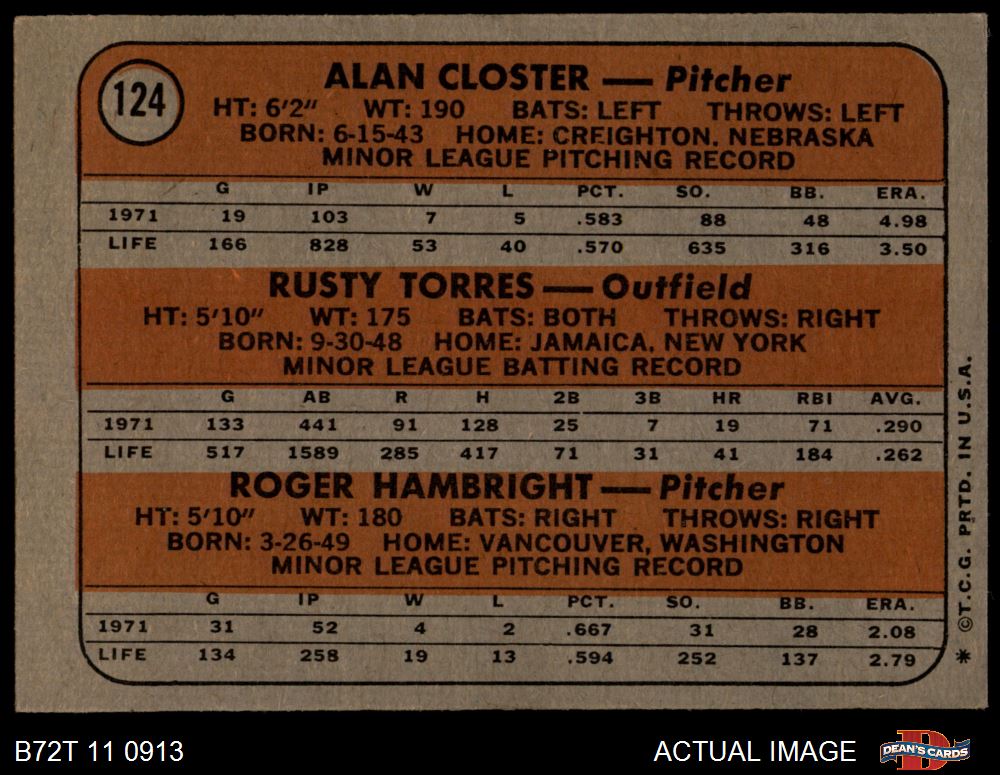 124
ALAN CLOSTER — Pitcher
HT: 6'2" WT: 190 BATS: LEFT THROWS: LEFT
BORN: 6-15-43 HOME: CREIGHTON, NEBRASKA
MINOR LEAGUE PITCHING RECORD
G IP W L PCT. SO. BB. ERA.
1971 19 103 7 5 .583 88 48 4.98
LIFE 166 828 53 40 .570 635 316 3.50
RUSTY TORRES — Outfield
HT: 5'10" WT: 175 BATS: BOTH THROWS: RIGHT
BORN: 9-30-48 HOME: JAMAICA, NEW YORK
MINOR LEAGUE BATTING RECORD
G AB R H 2B 3B HR RBI AVG.
1971 133 441 91 128 25 7 19 71 .290
LIFE 517 1589 285 417 71 31 41 184 .262
ROGER HAMBRIGHT — Pitcher
HT: 5'10" WT: 180 BATS: RIGHT THROWS: RIGHT
BORN: 3-26-49 HOME: VANCOUVER, WASHINGTON
MINOR LEAGUE PITCHING RECORD
G IP W L PCT. SO. BB. ERA.
1971 31 52 4 2 .667 31 28 2.08
LIFE 134 258 19 13 .594 252 137 2.79
* ©T.C.G. PRTD. IN U.S.A.
B72T 11 0913
ACTUAL IMAGE
D
DEAN'S CARDS